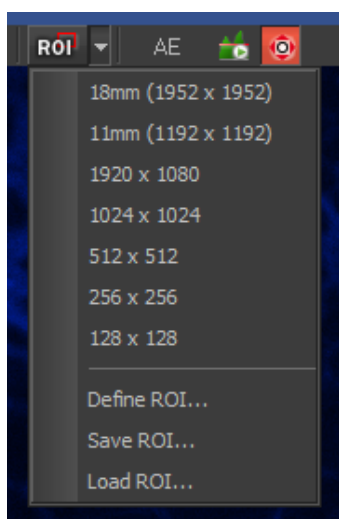 ROI AE
18mm (1952 x 1952)
11mm (1192 x 1192)
1920 x 1080
1024 x 1024
512 x 512
256 x 256
128 x 128
Define ROI...
Save ROI...
Load ROI...